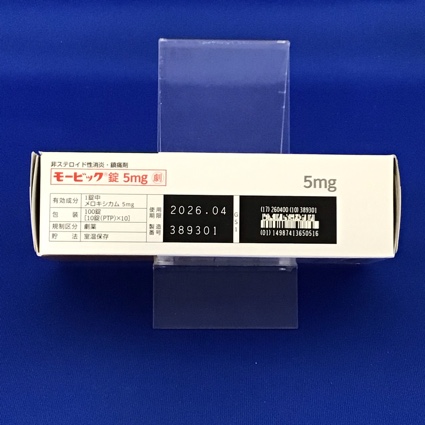 非ステロイド性消炎・鎮痛剤
モービック®錠 5mg 劇
5mg
有効成分 1錠中 メロキシカム 5mg
包装 100錠 [10錠(PTP)×10]
規制区分 劇薬
貯法 室温保存
使用期限 2026.04
製造番号 389301
GS1
(17) 260400 (10) 389301
(01) 14987413650516